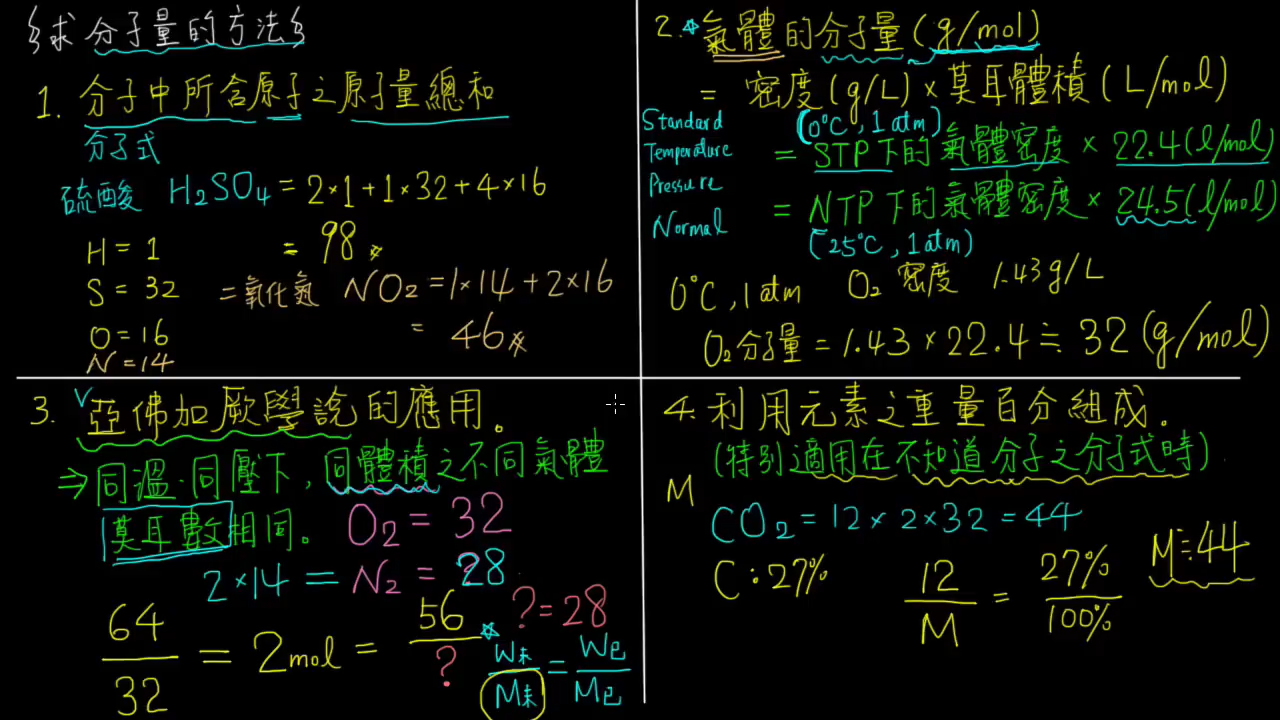 §求分子量的方法§
1. 分子中所含原子之原子量總和
分子式
硫酸 H₂SO₄ = 2×1+1×32+4×16
H = 1 = 98
S = 32 =氧化氮 NO₂ = 1×14+2×16
O = 16 = 46
N = 14
2.* 氣體的分子量(g/mol)
= 密度(g/L)×莫耳體積(L/mol)
Standard (0°C, 1 atm)
Temperature = STP下的氣體密度 × 22.4(l/mol)
Pressure
Normal = NTP下的氣體密度 × 24.5(l/mol)
(25°C, 1 atm)
0°C, 1 atm O₂ 密度 1.43g/L
O₂分子量 = 1.43×22.4≒32(g/mol)
3. ˅亞佛加厥學說的應用。
⇒同溫·同壓下, 同體積之不同氣體
莫耳數相同。 O₂ = 32
2×14 = N₂ = 28
64/32 = 2mol = 56/? ?=28
* W未/M未 = W已/M已
4. 利用元素之重量百分組成。
(特別適用在不知道分子之分子式時)
M
CO₂ = 12×2×32 = 44
C : 27% 12/M = 27%/100% M≒44